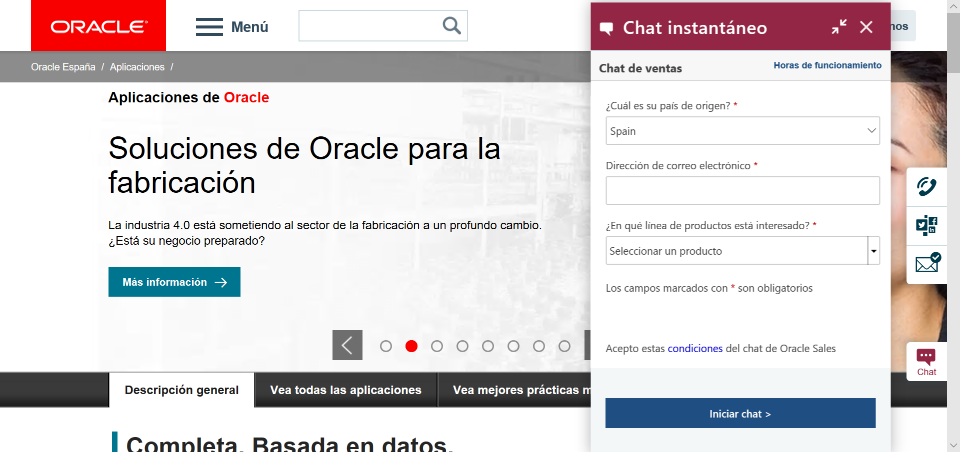 ORACLE
Menú
nos
Oracle España / Aplicaciones /
Aplicaciones de Oracle
Soluciones de Oracle para la
fabricación
La industria 4.0 está sometiendo al sector de la fabricación a un profundo cambio.
¿Está su negocio preparado?
Más información
Descripción general
Vea todas las aplicaciones
Vea mejores prácticas m
Completa. Basada en datos.
Chat instantáneo
Chat de ventas
Horas de funcionamiento
¿Cuál es su país de origen? *
Spain
Dirección de correo electrónico *
¿En qué línea de productos está interesado? *
Seleccionar un producto
Los campos marcados con * son obligatorios
Acepto estas condiciones del chat de Oracle Sales
Iniciar chat >
Chat